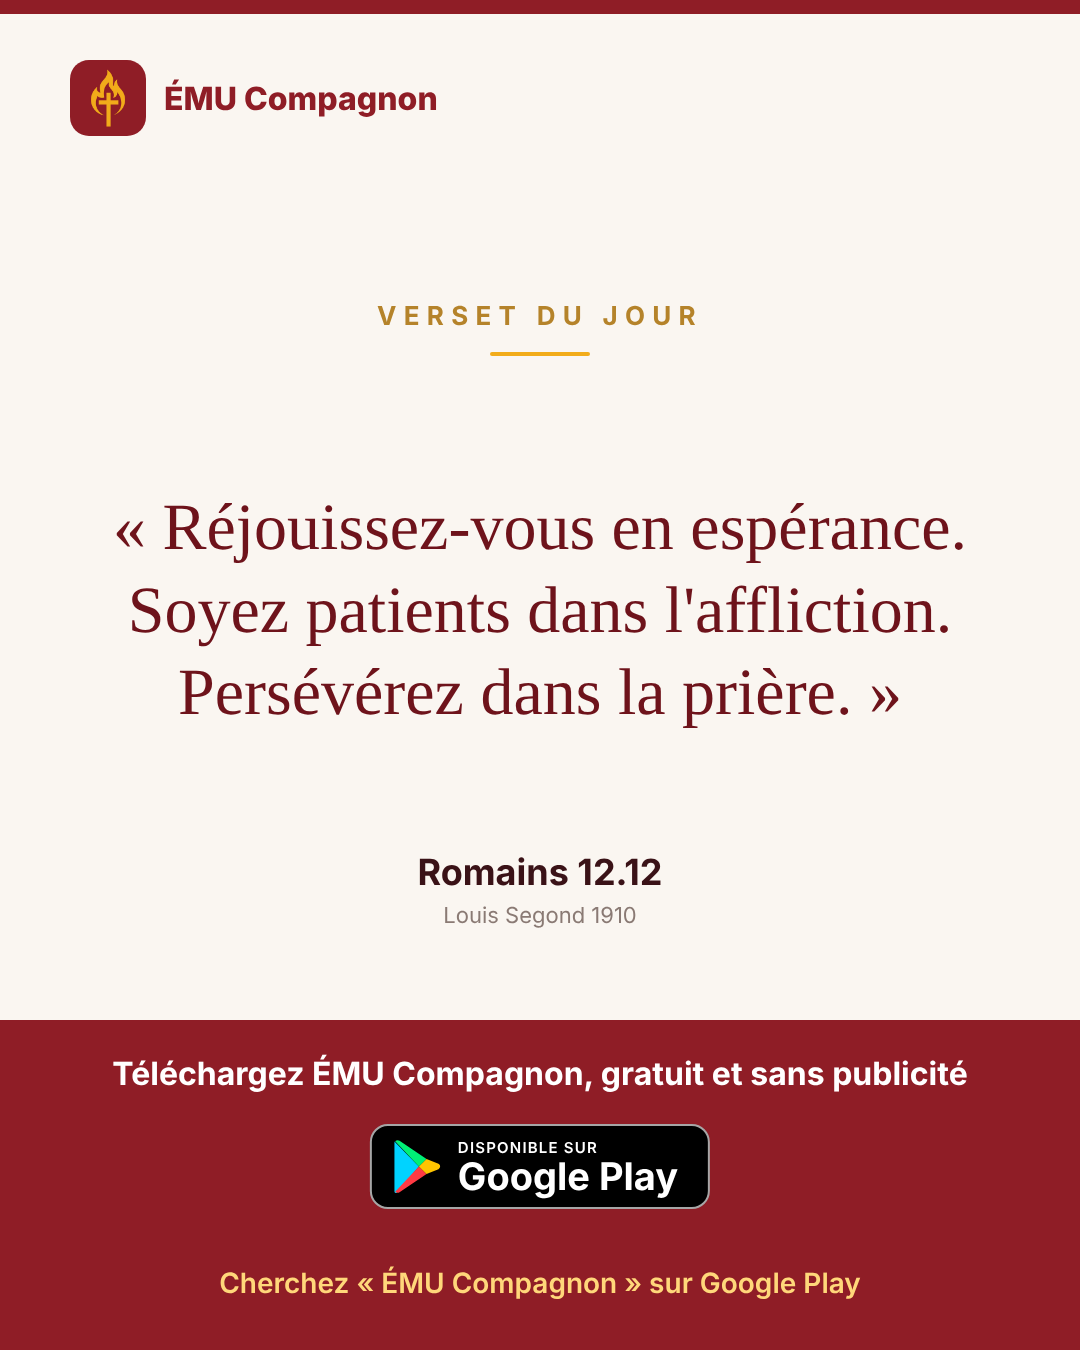 ÉMU Compagnon
VERSET DU JOUR
« Réjouissez-vous en espérance.
Soyez patients dans l'affliction.
Persévérez dans la prière. »
Romains 12.12
Louis Segond 1910
Téléchargez ÉMU Compagnon, gratuit et sans publicité
DISPONIBLE SUR
Google Play
Cherchez « ÉMU Compagnon » sur Google Play